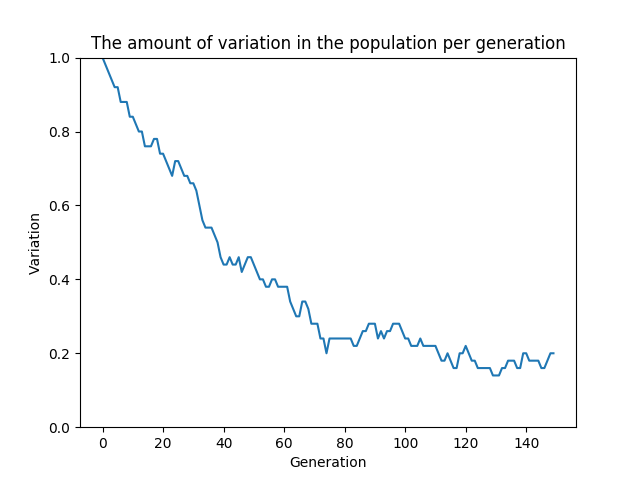 The amount of variation in the population per generation
1.0
0.8
0.6
0.4
0.2
0.0
Variation
0 20 40 60 80 100 120 140
Generation